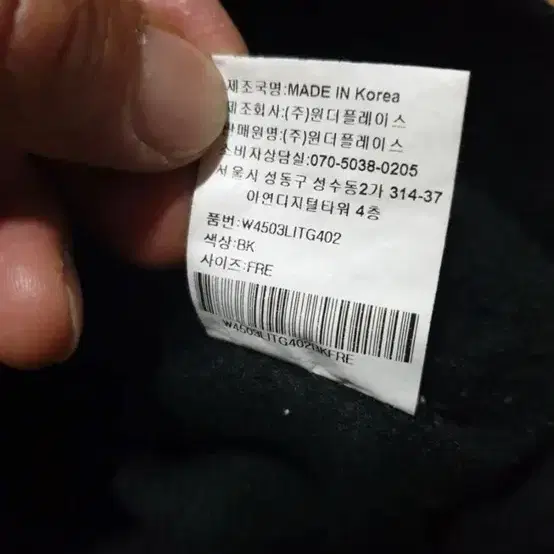 제조국명:MADE IN Korea
제조회사:(주)원더플레이스
판매원명:(주)원더플레이스
소비자상담실:070-5038-0205
서울시 성동구 성수동2가 314-37
아연디지털타워 4층
품번:W4503LITG402
색상:BK
사이즈:FRE
W4503LITG402BKFRE